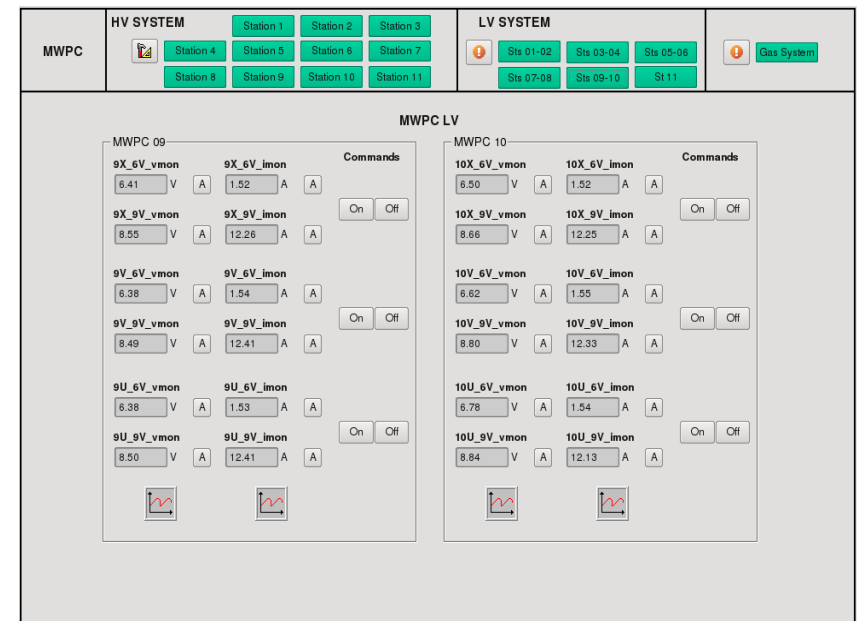 MWPC
HV SYSTEM
Station 1 Station 2 Station 3
Station 4 Station 5 Station 6 Station 7
Station 8 Station 9 Station 10 Station 11
LV SYSTEM
Sts 01-02 Sts 03-04 Sts 05-06
Sts 07-08 Sts 09-10 St 11
Gas System
MWPC LV
MWPC 09
Commands
9X_6V_vmon 9X_6V_imon
6.41 V A 1.52 A A
On Off
9X_9V_vmon 9X_9V_imon
8.55 V A 12.26 A A
9V_6V_vmon 9V_6V_imon
6.38 V A 1.54 A A
On Off
9V_9V_vmon 9V_9V_imon
8.49 V A 12.41 A A
9U_6V_vmon 9U_6V_imon
6.38 V A 1.53 A A
On Off
9U_9V_vmon 9U_9V_imon
8.50 V A 12.41 A A
MWPC 10
Commands
10X_6V_vmon 10X_6V_imon
6.50 V A 1.52 A A
On Off
10X_9V_vmon 10X_9V_imon
8.66 V A 12.25 A A
10V_6V_vmon 10V_6V_imon
6.62 V A 1.55 A A
On Off
10V_9V_vmon 10V_9V_imon
8.80 V A 12.33 A A
10U_6V_vmon 10U_6V_imon
6.78 V A 1.54 A A
On Off
10U_9V_vmon 10U_9V_imon
8.84 V A 12.13 A A